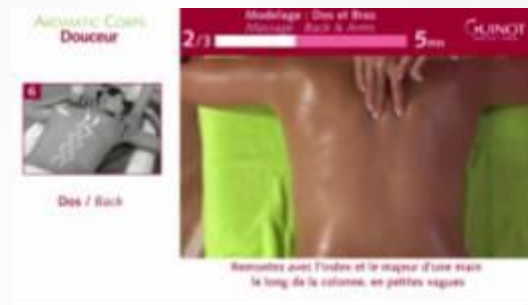 AROMATIC CORPS
Douceur
Modelage : Dos et Bras
Massage : Back & Arms
2/3
5mn
GUINOT
6
Dos / Back
Remontez avec l'index et le majeur d'une main
le long de la colonne, en petites vagues